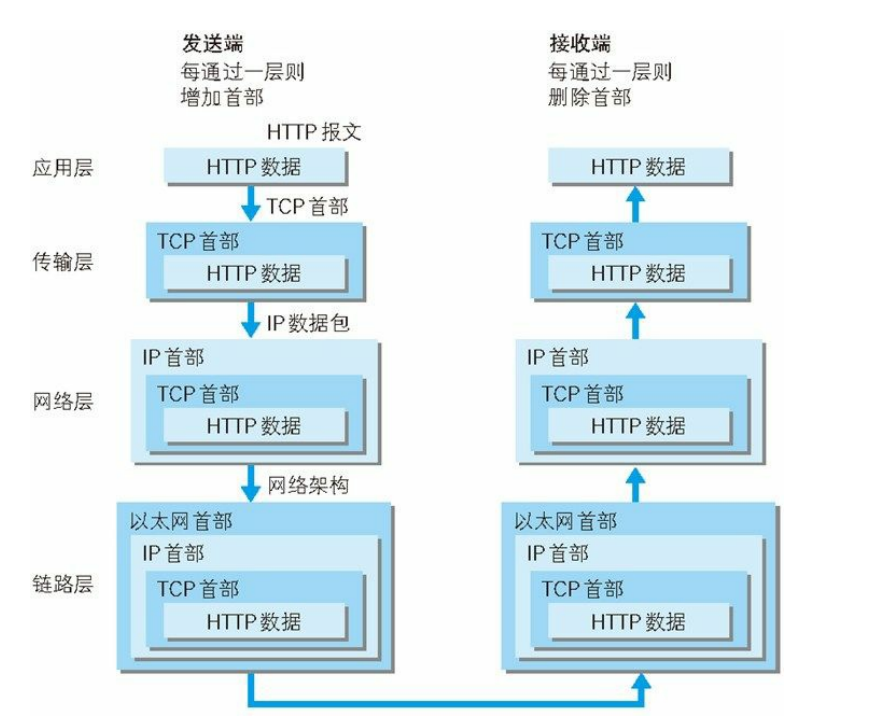 发送端
每通过一层则
增加首部
接收端
每通过一层则
删除首部
HTTP 报文
应用层
HTTP 数据
HTTP 数据
TCP 首部
传输层
TCP 首部
HTTP 数据
TCP 首部
HTTP 数据
IP 数据包
网络层
IP 首部
TCP 首部
HTTP 数据
IP 首部
TCP 首部
HTTP 数据
网络架构
链路层
以太网首部
IP 首部
TCP 首部
HTTP 数据
以太网首部
IP 首部
TCP 首部
HTTP 数据